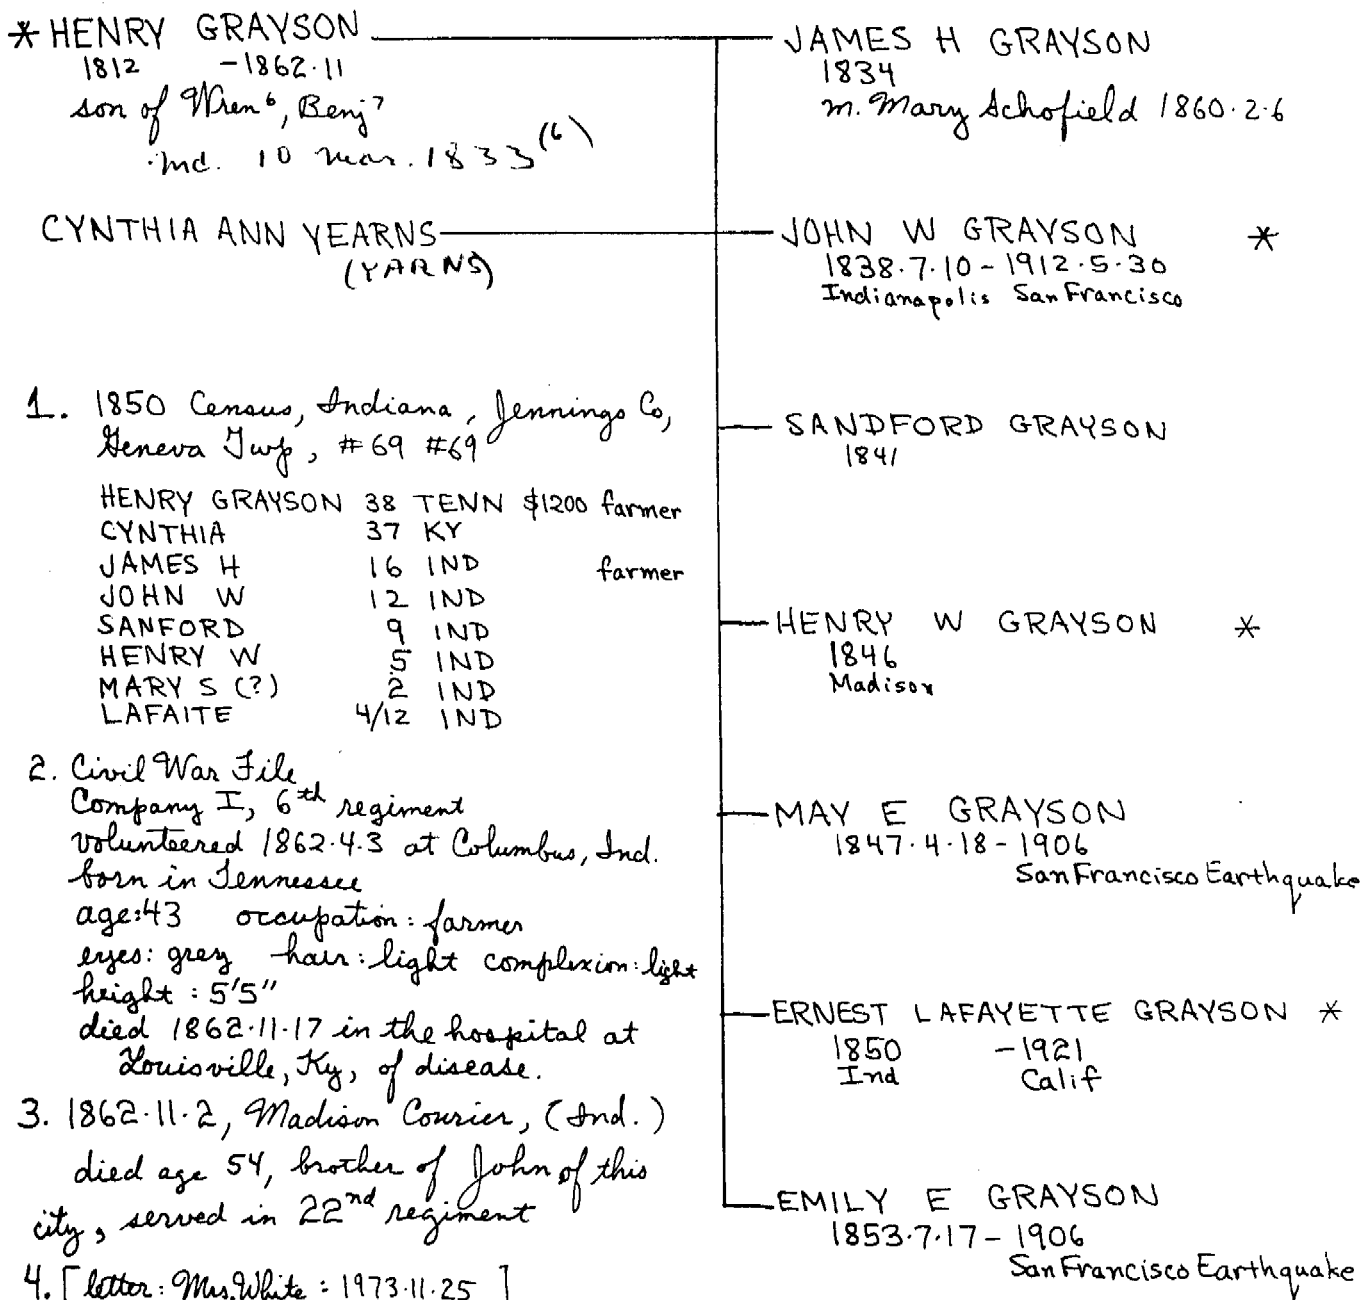 * HENRY GRAYSON
1812 - 1862·11
son of Wren⁶, Benj⁷
md. 10 Mar. 1833 (6)
CYNTHIA ANN YEARNS
(YARNS)
1. 1850 Census, Indiana, Jennings Co,
Geneva Twp, #69 #69
HENRY GRAYSON 38 TENN $1200 farmer
CYNTHIA 37 KY
JAMES H 16 IND farmer
JOHN W 12 IND
SANFORD 9 IND
HENRY W 5 IND
MARY S (?) 2 IND
LAFAITE 4/12 IND
2. Civil War File
Company I, 6th regiment
volunteered 1862·4·3 at Columbus, Ind.
born in Tennessee
age: 43 occupation: farmer
eyes: grey hair: light complexion: light
height: 5'5"
died 1862·11·17 in the hospital at
Louisville, Ky, of disease.
3. 1862·11·2, Madison Courier, (Ind.)
died age 54, brother of John of this
city, served in 22nd regiment
4. [letter: Mrs. White: 1973·11·25]
JAMES H GRAYSON
1834
m. Mary Schofield 1860·2·6
JOHN W GRAYSON *
1838·7·10 - 1912·5·30
Indianapolis San Francisco
SANDFORD GRAYSON
1841
HENRY W GRAYSON *
1846
Madison
MAY E GRAYSON
1847·4·18 - 1906
San Francisco Earthquake
ERNEST LAFAYETTE GRAYSON *
1850 - 1921
Ind Calif
EMILY E GRAYSON
1853·7·17 - 1906
San Francisco Earthquake